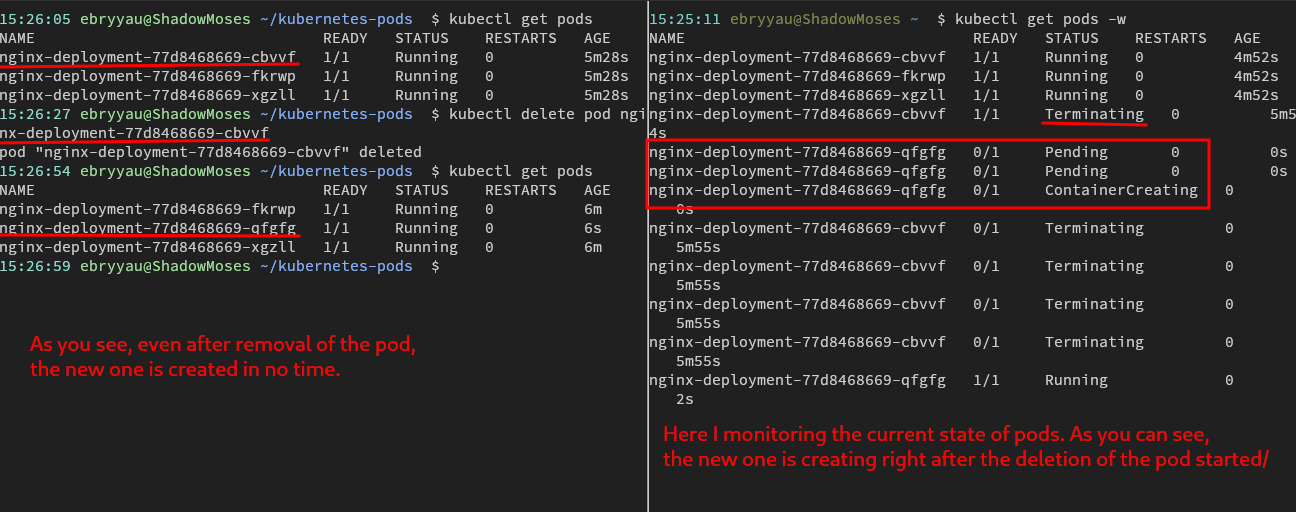 15:26:05 ebryyau@ShadowMoses ~/kubernetes-pods $ kubectl get pods
NAME READY STATUS RESTARTS AGE
nginx-deployment-77d8468669-cbvvf 1/1 Running 0 5m28s
nginx-deployment-77d8468669-fkrwp 1/1 Running 0 5m28s
nginx-deployment-77d8468669-xgzll 1/1 Running 0 5m28s
15:26:27 ebryyau@ShadowMoses ~/kubernetes-pods $ kubectl delete pod ngi
nx-deployment-77d8468669-cbvvf
pod "nginx-deployment-77d8468669-cbvvf" deleted
15:26:54 ebryyau@ShadowMoses ~/kubernetes-pods $ kubectl get pods
NAME READY STATUS RESTARTS AGE
nginx-deployment-77d8468669-fkrwp 1/1 Running 0 6m
nginx-deployment-77d8468669-qfgfg 1/1 Running 0 6s
nginx-deployment-77d8468669-xgzll 1/1 Running 0 6m
15:26:59 ebryyau@ShadowMoses ~/kubernetes-pods $
As you see, even after removal of the pod,
the new one is created in no time.
15:25:11 ebryyau@ShadowMoses ~ $ kubectl get pods -w
NAME READY STATUS RESTARTS AGE
nginx-deployment-77d8468669-cbvvf 1/1 Running 0 4m52s
nginx-deployment-77d8468669-fkrwp 1/1 Running 0 4m52s
nginx-deployment-77d8468669-xgzll 1/1 Running 0 4m52s
nginx-deployment-77d8468669-cbvvf 1/1 Terminating 0 5m5
4s
nginx-deployment-77d8468669-qfgfg 0/1 Pending 0 0s
nginx-deployment-77d8468669-qfgfg 0/1 Pending 0 0s
nginx-deployment-77d8468669-qfgfg 0/1 ContainerCreating 0
0s
nginx-deployment-77d8468669-cbvvf 0/1 Terminating 0
5m55s
nginx-deployment-77d8468669-cbvvf 0/1 Terminating 0
5m55s
nginx-deployment-77d8468669-cbvvf 0/1 Terminating 0
5m55s
nginx-deployment-77d8468669-cbvvf 0/1 Terminating 0
5m55s
nginx-deployment-77d8468669-qfgfg 1/1 Running 0
2s
Here I monitoring the current state of pods. As you can see,
the new one is creating right after the deletion of the pod started/